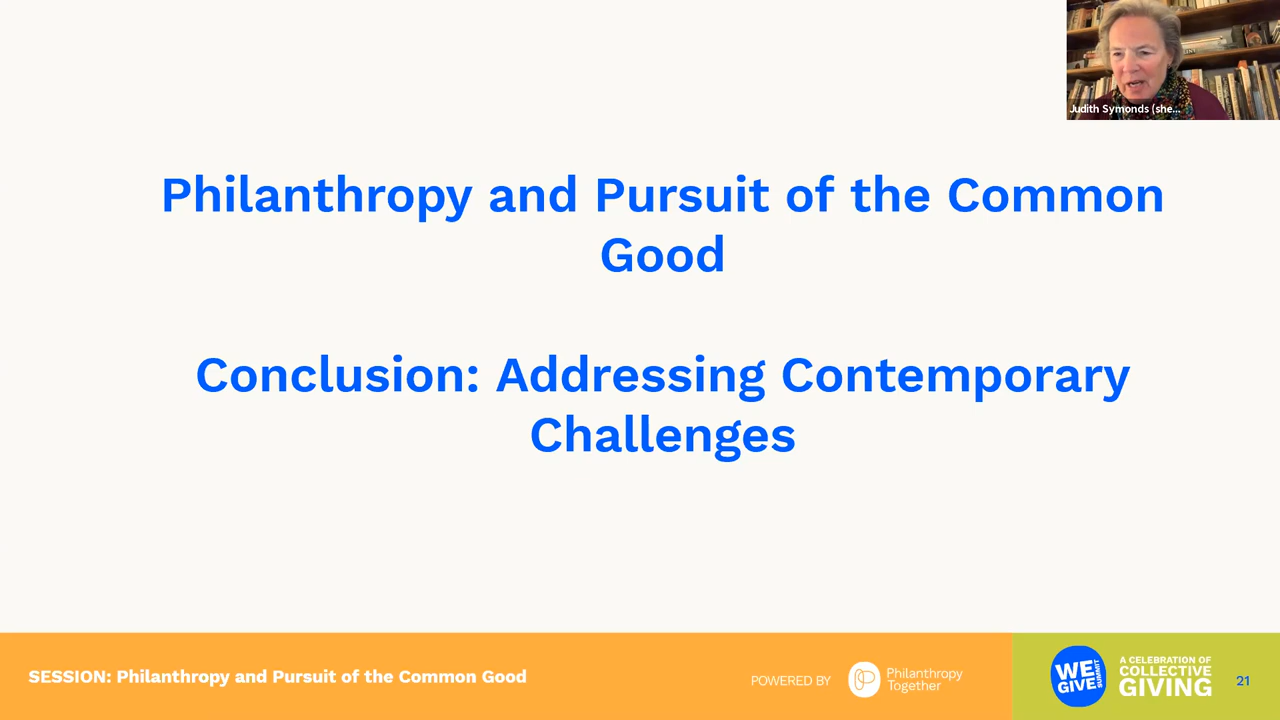 Judith Symonds (she...
Philanthropy and Pursuit of the Common
Good
Conclusion: Addressing Contemporary
Challenges
SESSION: Philanthropy and Pursuit of the Common Good
POWERED BY
Philanthropy
Together
WE
GIVE
SUMMIT
A CELEBRATION OF
COLLECTIVE
GIVING
21